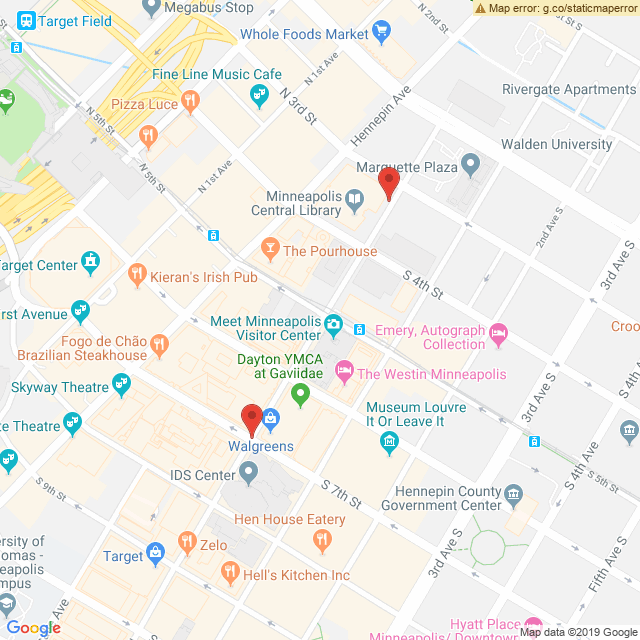 Megabus Stop
Map error: g.co/staticmaperror
Target Field
Whole Foods Market
N 2nd St
N 1st Ave
Fine Line Music Cafe
Rivergate Apartments
Pizza Luce
N 3rd St
Hennepin Ave
N 5th St
Walden University
Marquette Plaza
N 5th St
N 1st Ave
Minneapolis
Central Library
2nd Ave S
The Pourhouse
Target Center
Kieran's Irish Pub
S 4th St
3rd Ave S
rst Avenue
Meet Minneapolis
Visitor Center
Emery, Autograph
Collection
Croo
Fogo de Chão
Brazilian Steakhouse
Dayton YMCA
at Gaviidae
The Westin Minneapolis
Skyway Theatre
S 4th
3rd Ave S
Museum Louvre
It Or Leave It
te Theatre
Walgreens
S 4th Ave
IDS Center
S 5th St
S 9th St
S 7th St
Hennepin County
Government Center
Hen House Eatery
University of
Thomas -
Minneapolis
Campus
Zelo
Target
3rd Ave S
Fifth Ave S
Hell's Kitchen Inc
Ave
Hyatt Place
Minneapolis/ Downtown
Google
Map data ©2019 Google